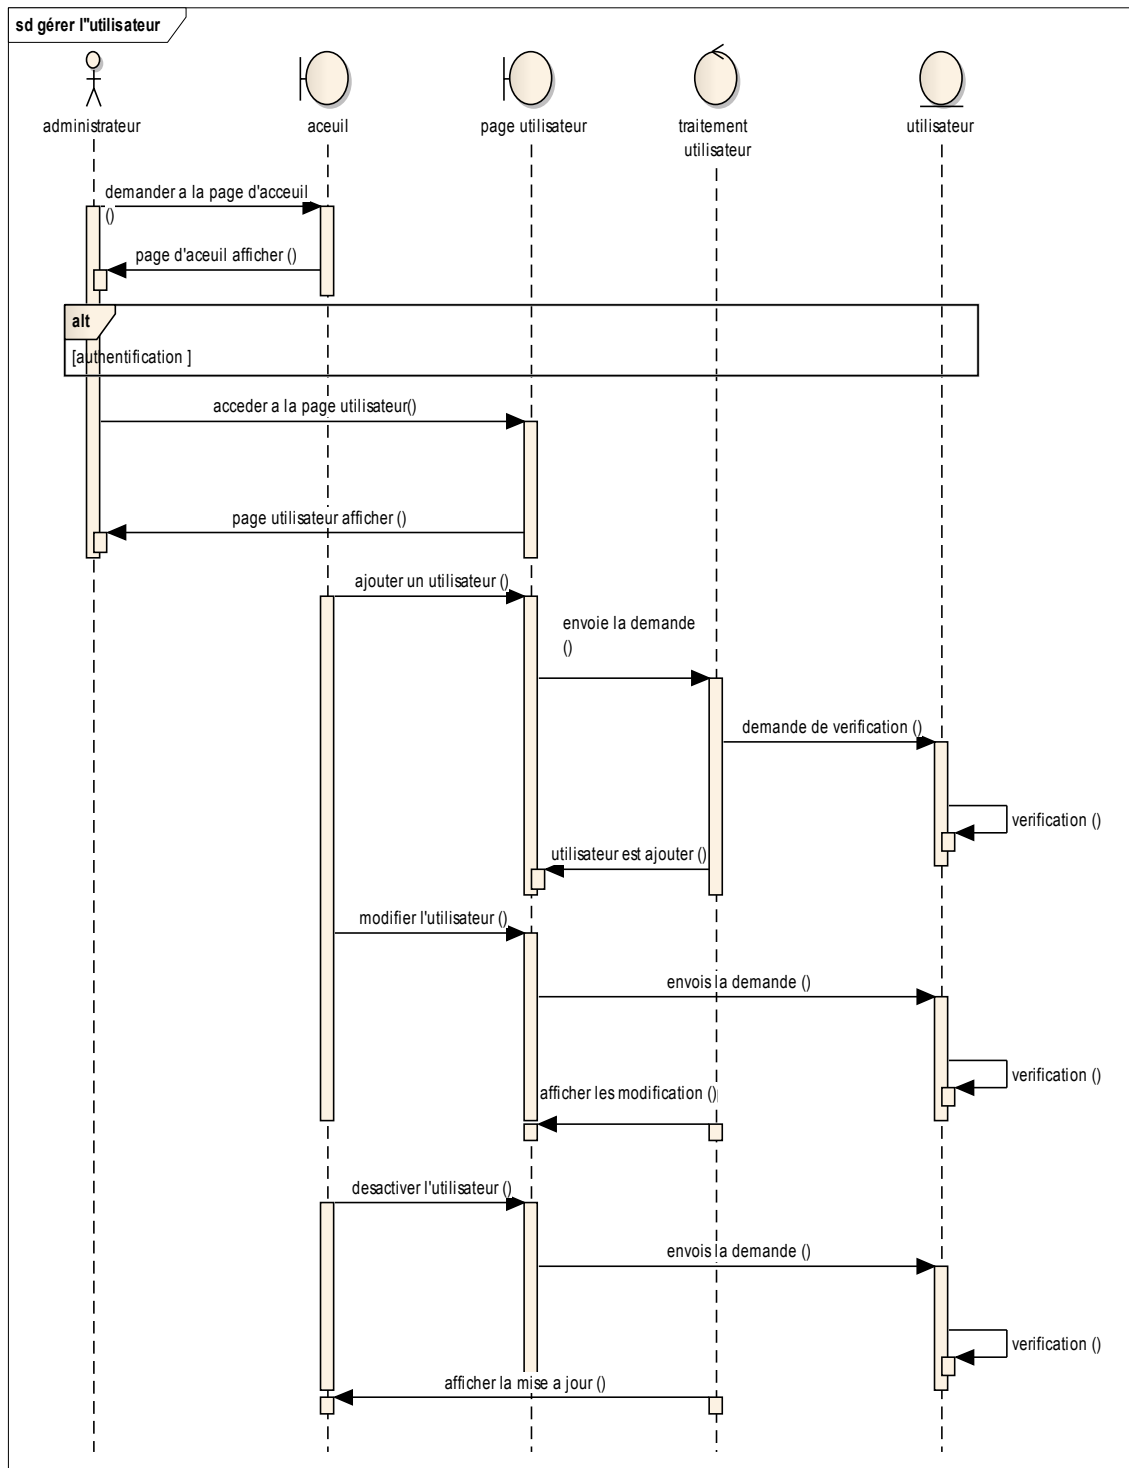 sd gérer l"utilisateur
administrateur
aceuil
page utilisateur
traitement
utilisateur
utilisateur
demander a la page d'acceuil
()
page d'aceuil afficher ()
alt
[authentification ]
acceder a la page utilisateur()
page utilisateur afficher ()
ajouter un utilisateur ()
envoie la demande
()
demande de verification ()
verification ()
utilisateur est ajouter ()
modifier l'utilisateur ()
envois la demande ()
verification ()
afficher les modification ()
desactiver l'utilisateur ()
envois la demande ()
verification ()
afficher la mise a jour ()